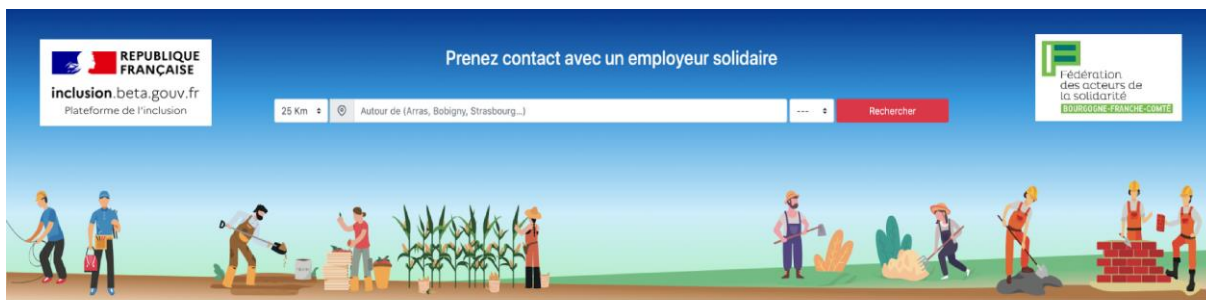 REPUBLIQUE
FRANÇAISE
inclusion.beta.gouv.fr
Plateforme de l'inclusion
Prenez contact avec un employeur solidaire
25 Km
Autour de (Arras, Bobigny, Strasbourg...)
---
Rechercher
Fédération
des acteurs de
la solidarité
BOURGOGNE-FRANCHE-COMTÉ